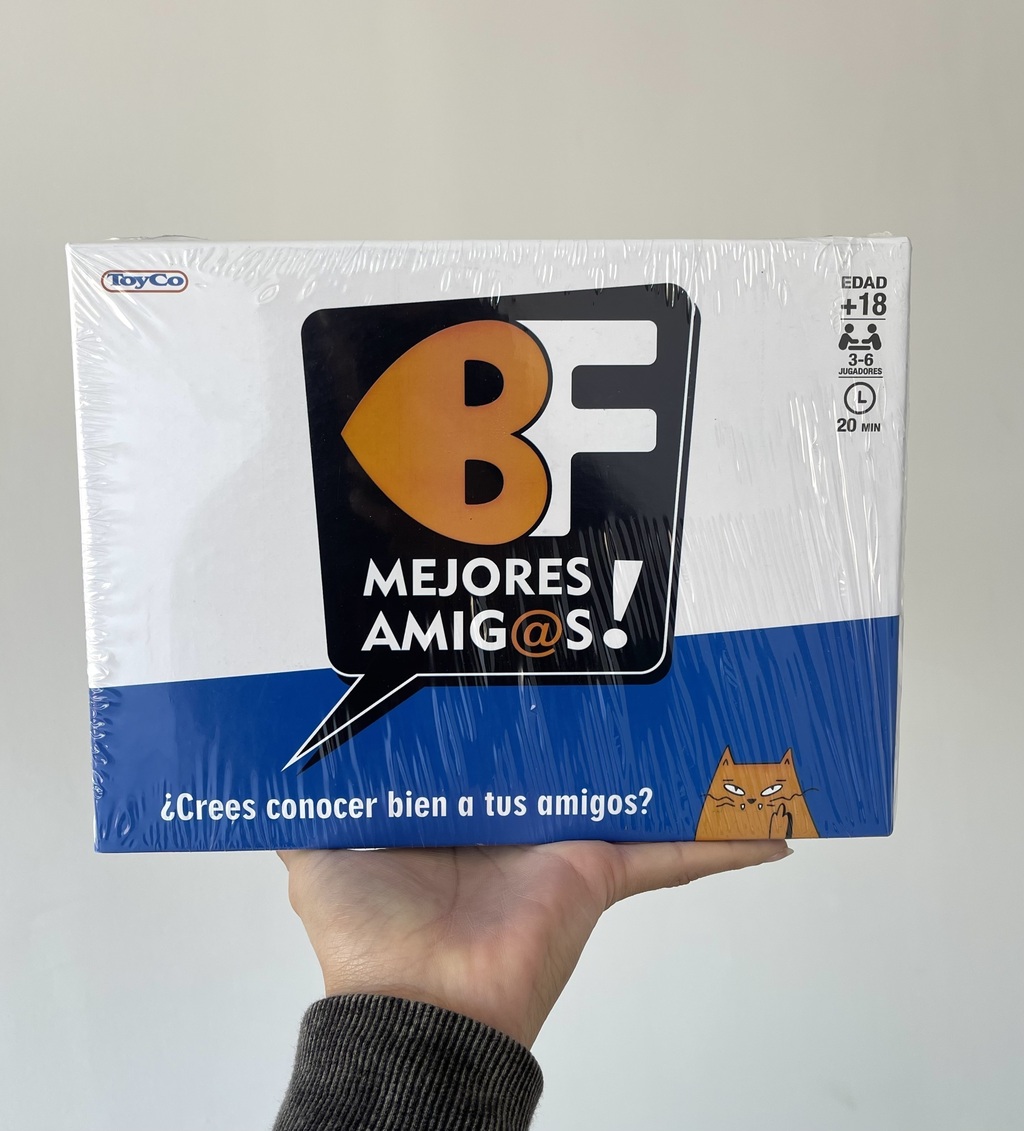 ToyCo
EDAD
+18
3-6
JUGADORES
20 MIN
BF
MEJORES
AMIG@S!
¿Crees conocer bien a tus amigos?